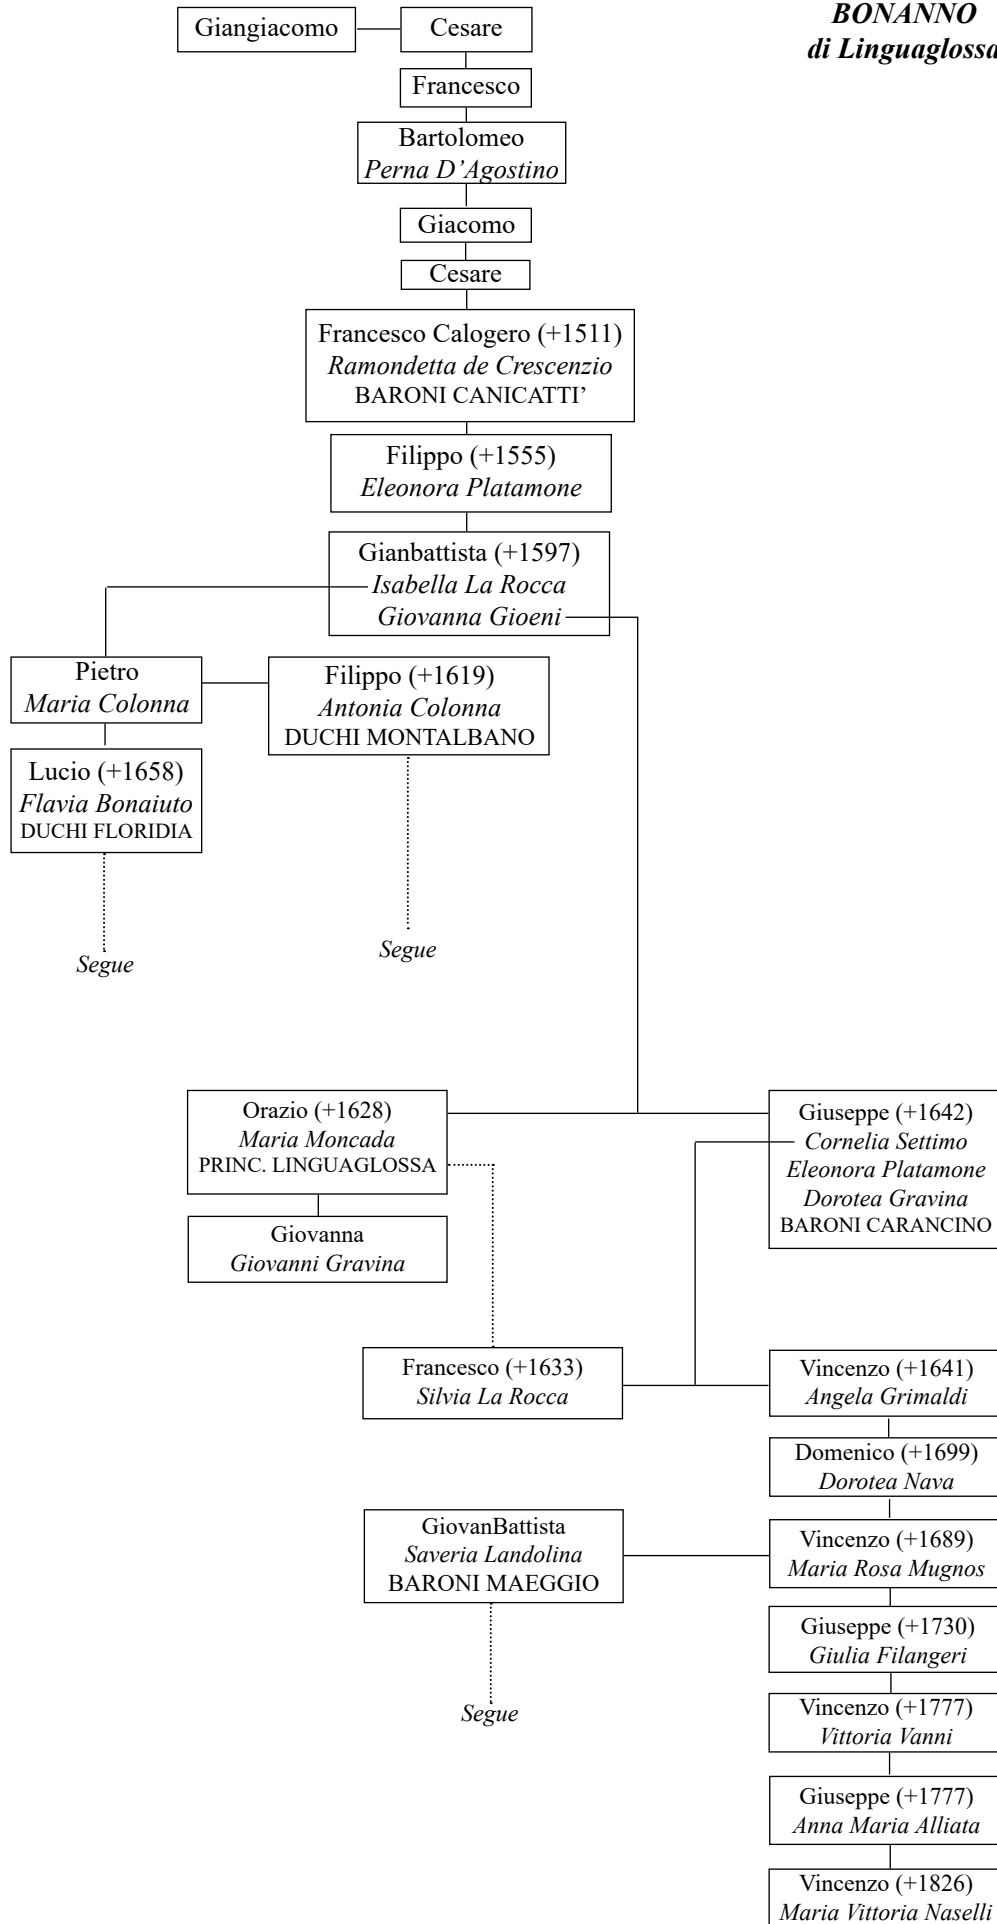 BONANNO
di Linguaglossa
Giangiacomo
Cesare
Francesco
Bartolomeo
Perna D’Agostino
Giacomo
Cesare
Francesco Calogero (+1511)
Ramondetta de Crescenzio
BARONI CANICATTI’
Filippo (+1555)
Eleonora Platamone
Gianbattista (+1597)
Isabella La Rocca
Giovanna Gioeni
Pietro
Maria Colonna
Filippo (+1619)
Antonia Colonna
DUCHI MONTALBANO
Lucio (+1658)
Flavia Bonaiuto
DUCHI FLORIDIA
Segue
Segue
Orazio (+1628)
Maria Moncada
PRINC. LINGUAGLOSSA
Giuseppe (+1642)
Cornelia Settimo
Eleonora Platamone
Dorotea Gravina
BARONI CARANCINO
Giovanna
Giovanni Gravina
Francesco (+1633)
Silvia La Rocca
Vincenzo (+1641)
Angela Grimaldi
Domenico (+1699)
Dorotea Nava
GiovanBattista
Saveria Landolina
BARONI MAEGGIO
Vincenzo (+1689)
Maria Rosa Mugnos
Giuseppe (+1730)
Giulia Filangeri
Segue
Vincenzo (+1777)
Vittoria Vanni
Giuseppe (+1777)
Anna Maria Alliata
Vincenzo (+1826)
Maria Vittoria Naselli